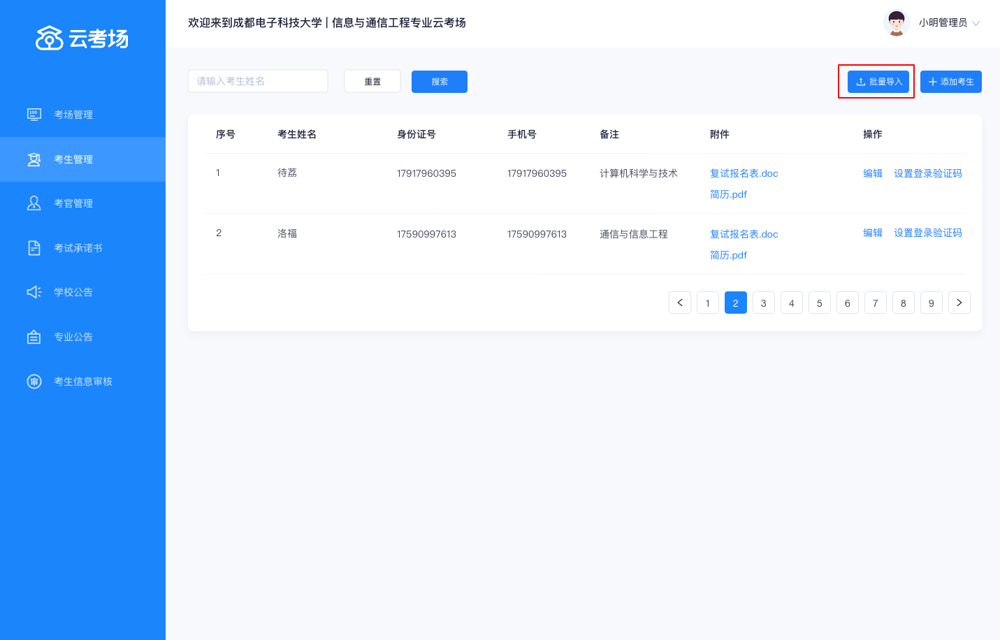 云考场
欢迎来到成都电子科技大学 | 信息与通信工程专业云考场
小明管理员
请输入考生姓名
重置
搜索
批量导入
添加考生
100
考场管理
考生管理
考官管理
考试承诺书
学校公告
专业公告
审
考生信息审核
序号 考生姓名 身份证号 手机号 备注 附件 操作
1 待荔 17917960395 17917960395 计算机科学与技术 复试报名表.doc 编辑 设置登录验证码
简历.pdf
2 洛福 17590997613 17590997613 通信与信息工程 复试报名表.doc 编辑 设置登录验证码
简历.pdf
< 1 2 3 4 5 6 7 8 9 >